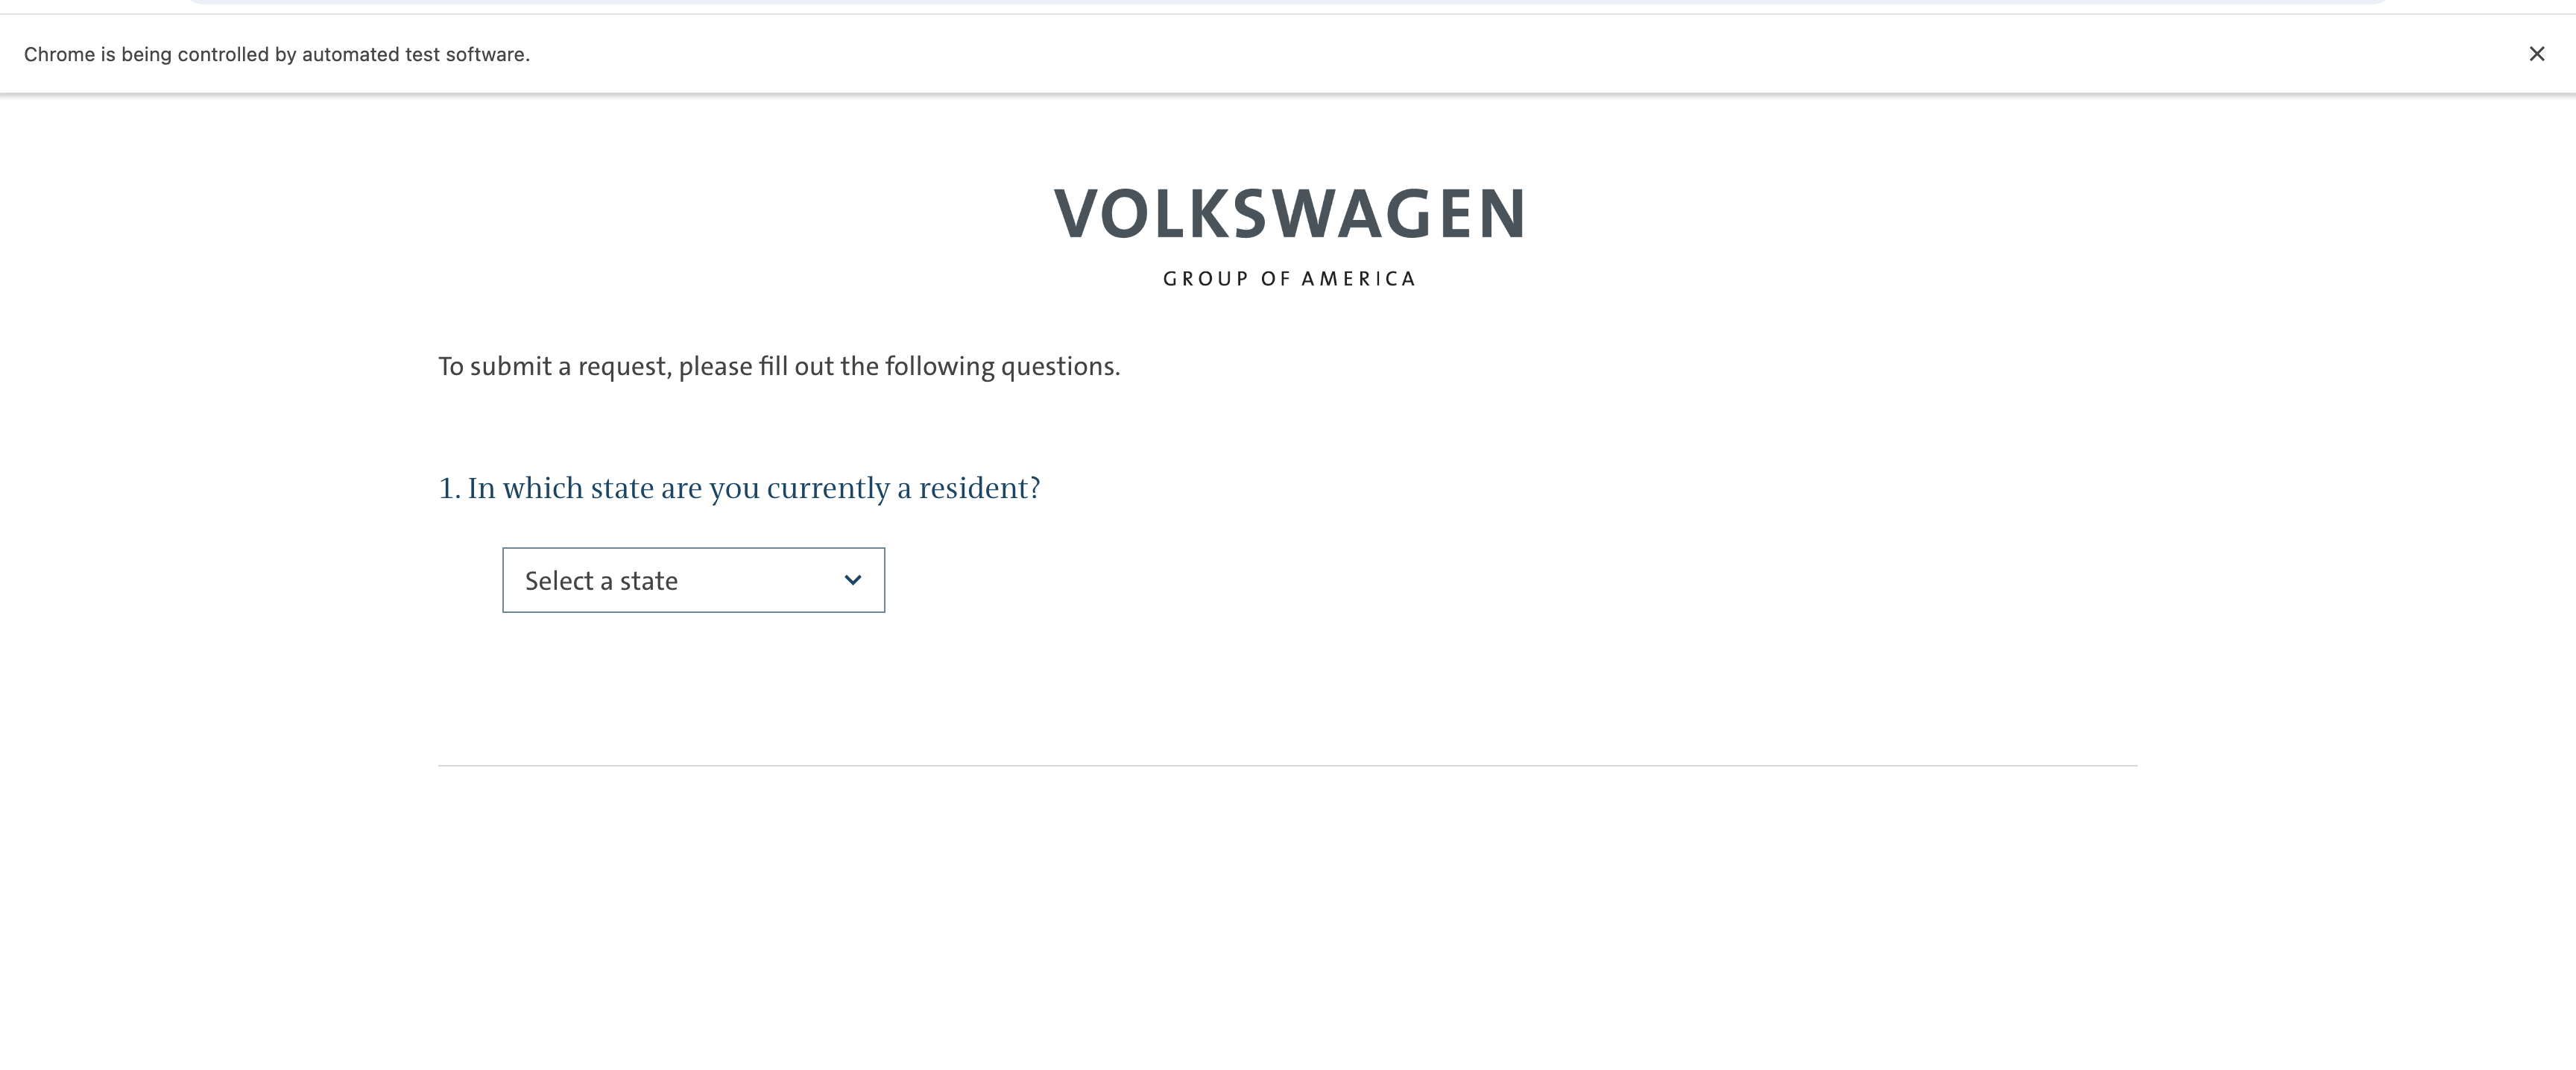 Chrome is being controlled by automated test software.
VOLKSWAGEN
GROUP OF AMERICA
To submit a request, please fill out the following questions.
1. In which state are you currently a resident?
Select a state